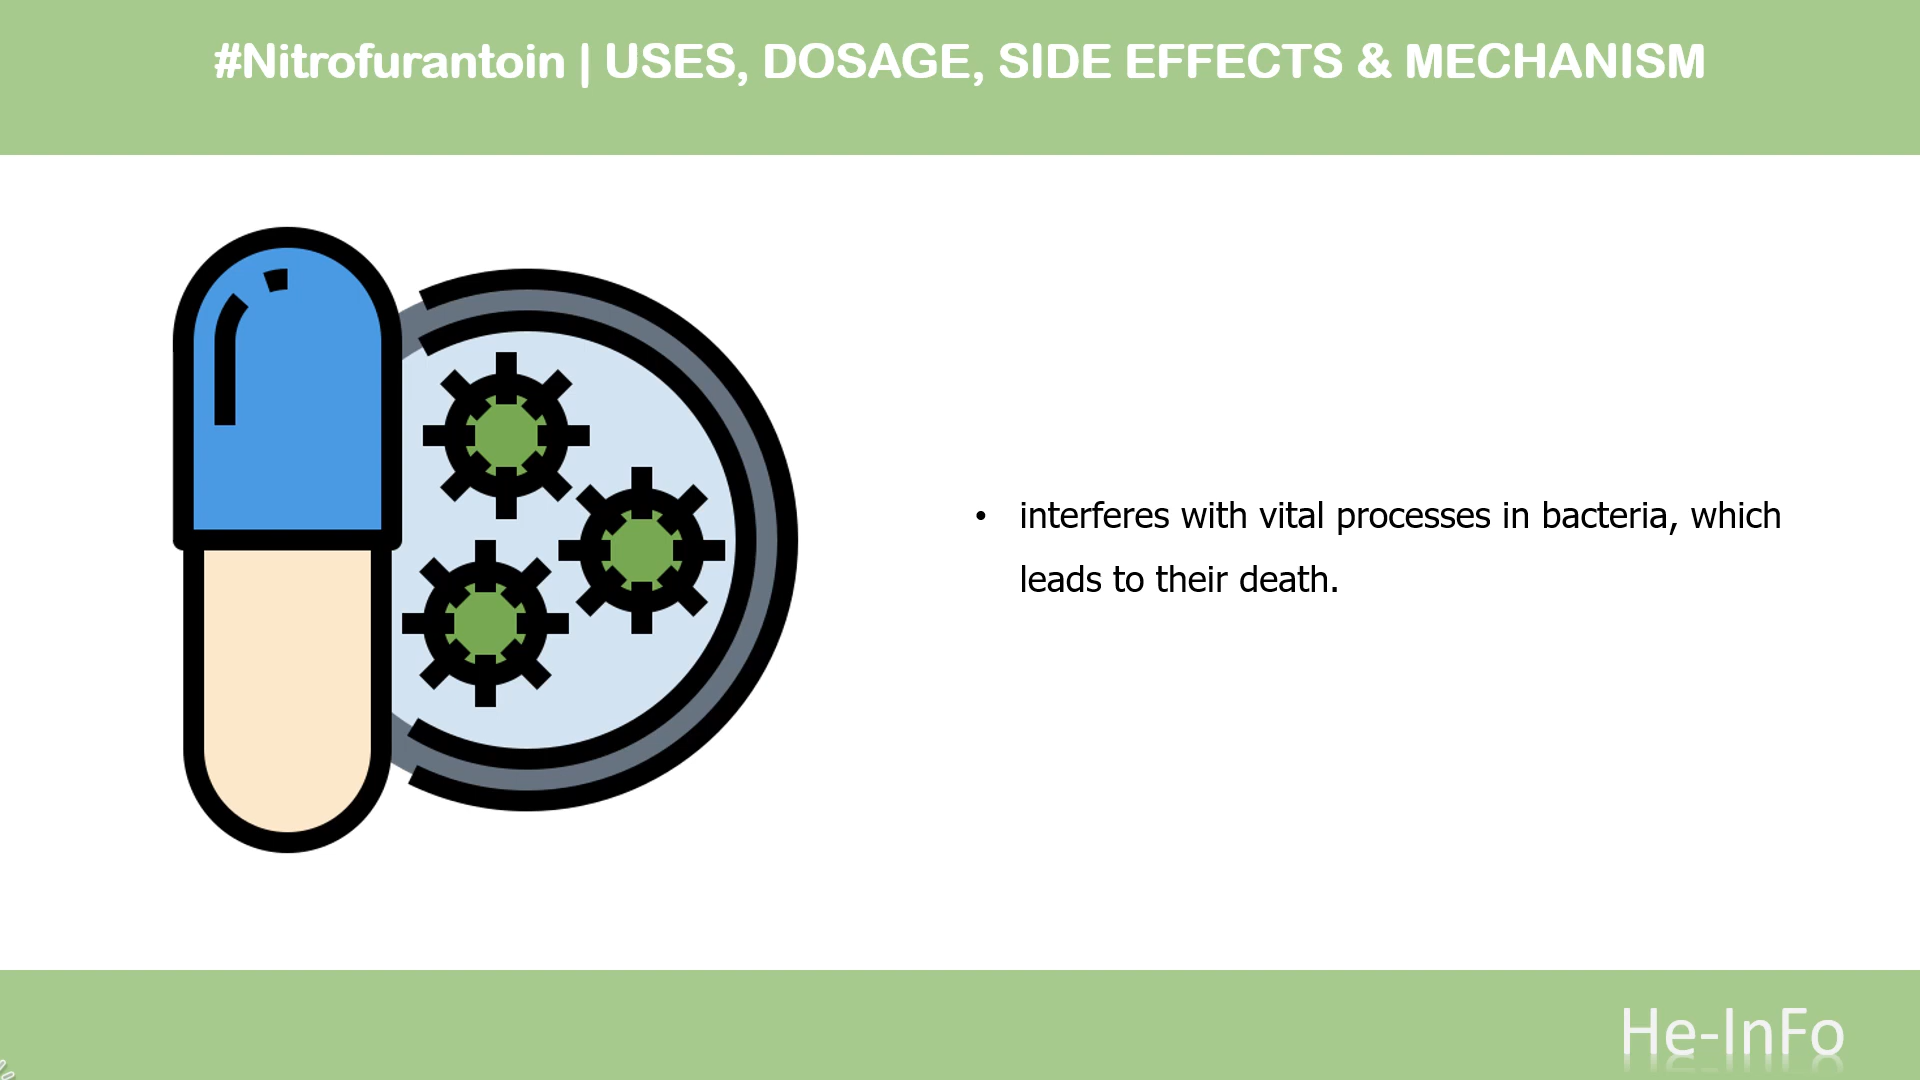 #Nitrofurantoin | USES, DOSAGE, SIDE EFFECTS & MECHANISM
• interferes with vital processes in bacteria, which
leads to their death.
He-InFo